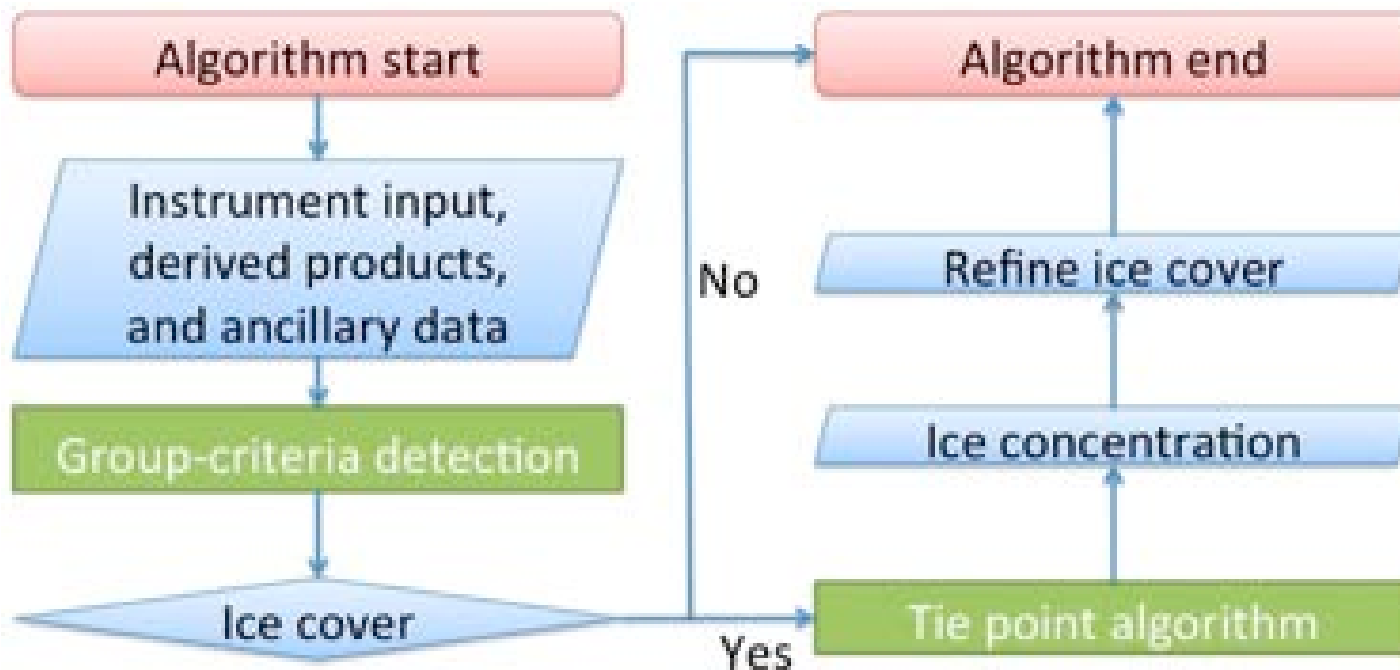 Algorithm start
Instrument input,
derived products,
and ancillary data
Group-criteria detection
Ice cover
No
Yes
Algorithm end
Refine ice cover
Ice concentration
Tie point algorithm